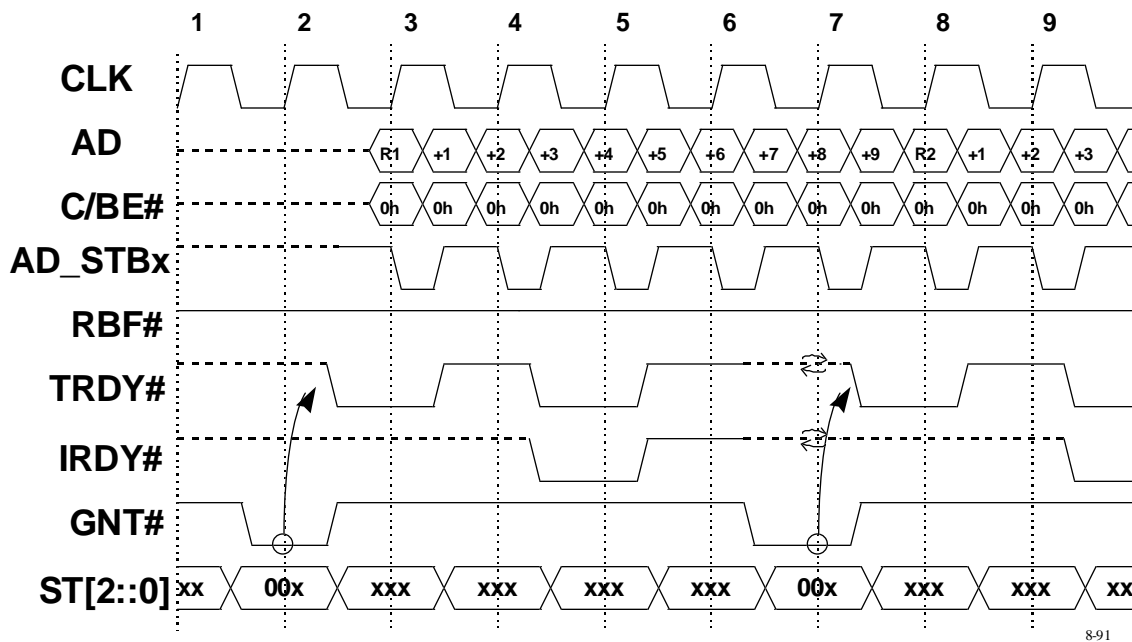 1 2 3 4 5 6 7 8 9
CLK
AD R1 +1 +2 +3 +4 +5 +6 +7 +8 +9 R2 +1 +2 +3
C/BE# 0h 0h 0h 0h 0h 0h 0h 0h 0h 0h 0h 0h 0h 0h
AD_STBx
RBF#
TRDY#
IRDY#
GNT#
ST[2::0] xx 00x xxx xxx xxx xxx 00x xxx xxx xx
8-91